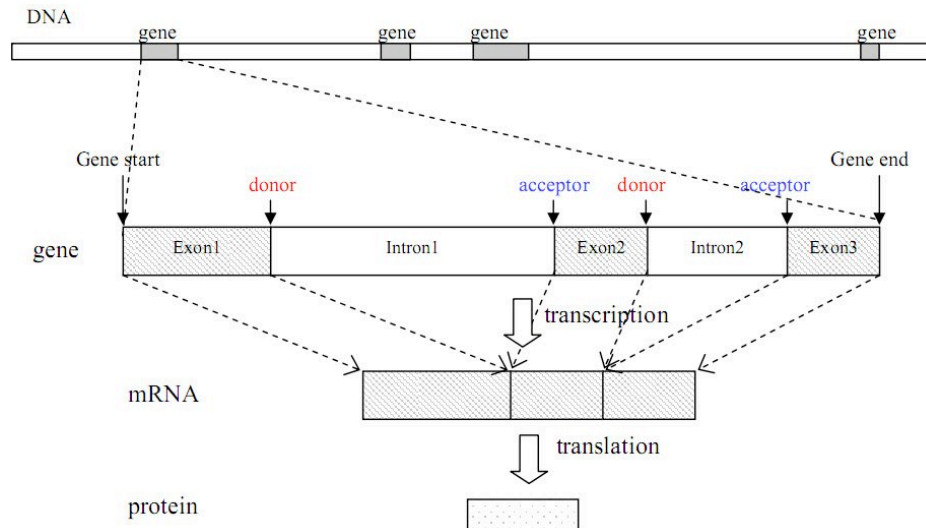 DNA
gene gene gene gene
Gene start Gene end
donor acceptor donor acceptor
gene Exon1 Intron1 Exon2 Intron2 Exon3
transcription
mRNA
translation
protein